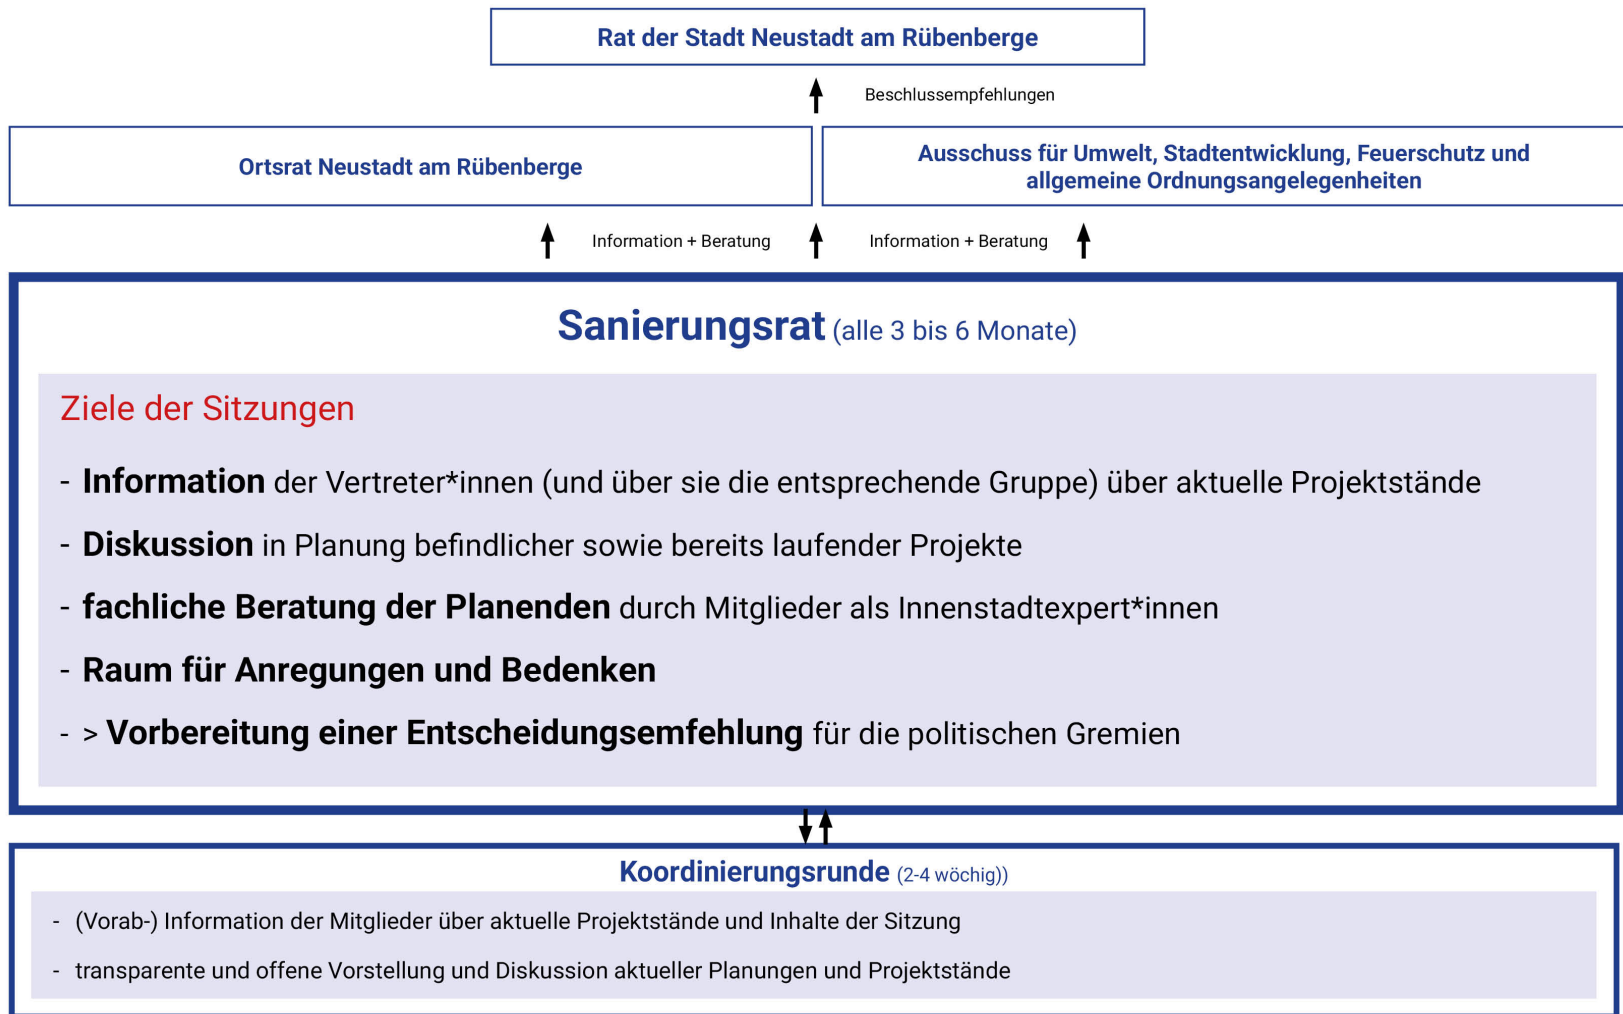 Rat der Stadt Neustadt am Rübenberge
Beschlussempfehlungen
Ortsrat Neustadt am Rübenberge
Ausschuss für Umwelt, Stadtentwicklung, Feuerschutz und
allgemeine Ordnungsangelegenheiten
Information + Beratung
Information + Beratung
Sanierungsrat (alle 3 bis 6 Monate)
Ziele der Sitzungen
- Information der Vertreter*innen (und über sie die entsprechende Gruppe) über aktuelle Projektstände
- Diskussion in Planung befindlicher sowie bereits laufender Projekte
- fachliche Beratung der Planenden durch Mitglieder als Innenstadtexpert*innen
- Raum für Anregungen und Bedenken
- > Vorbereitung einer Entscheidungsemfehlung für die politischen Gremien
Koordinierungsrunde (2-4 wöchig))
- (Vorab-) Information der Mitglieder über aktuelle Projektstände und Inhalte der Sitzung
- transparente und offene Vorstellung und Diskussion aktueller Planungen und Projektstände